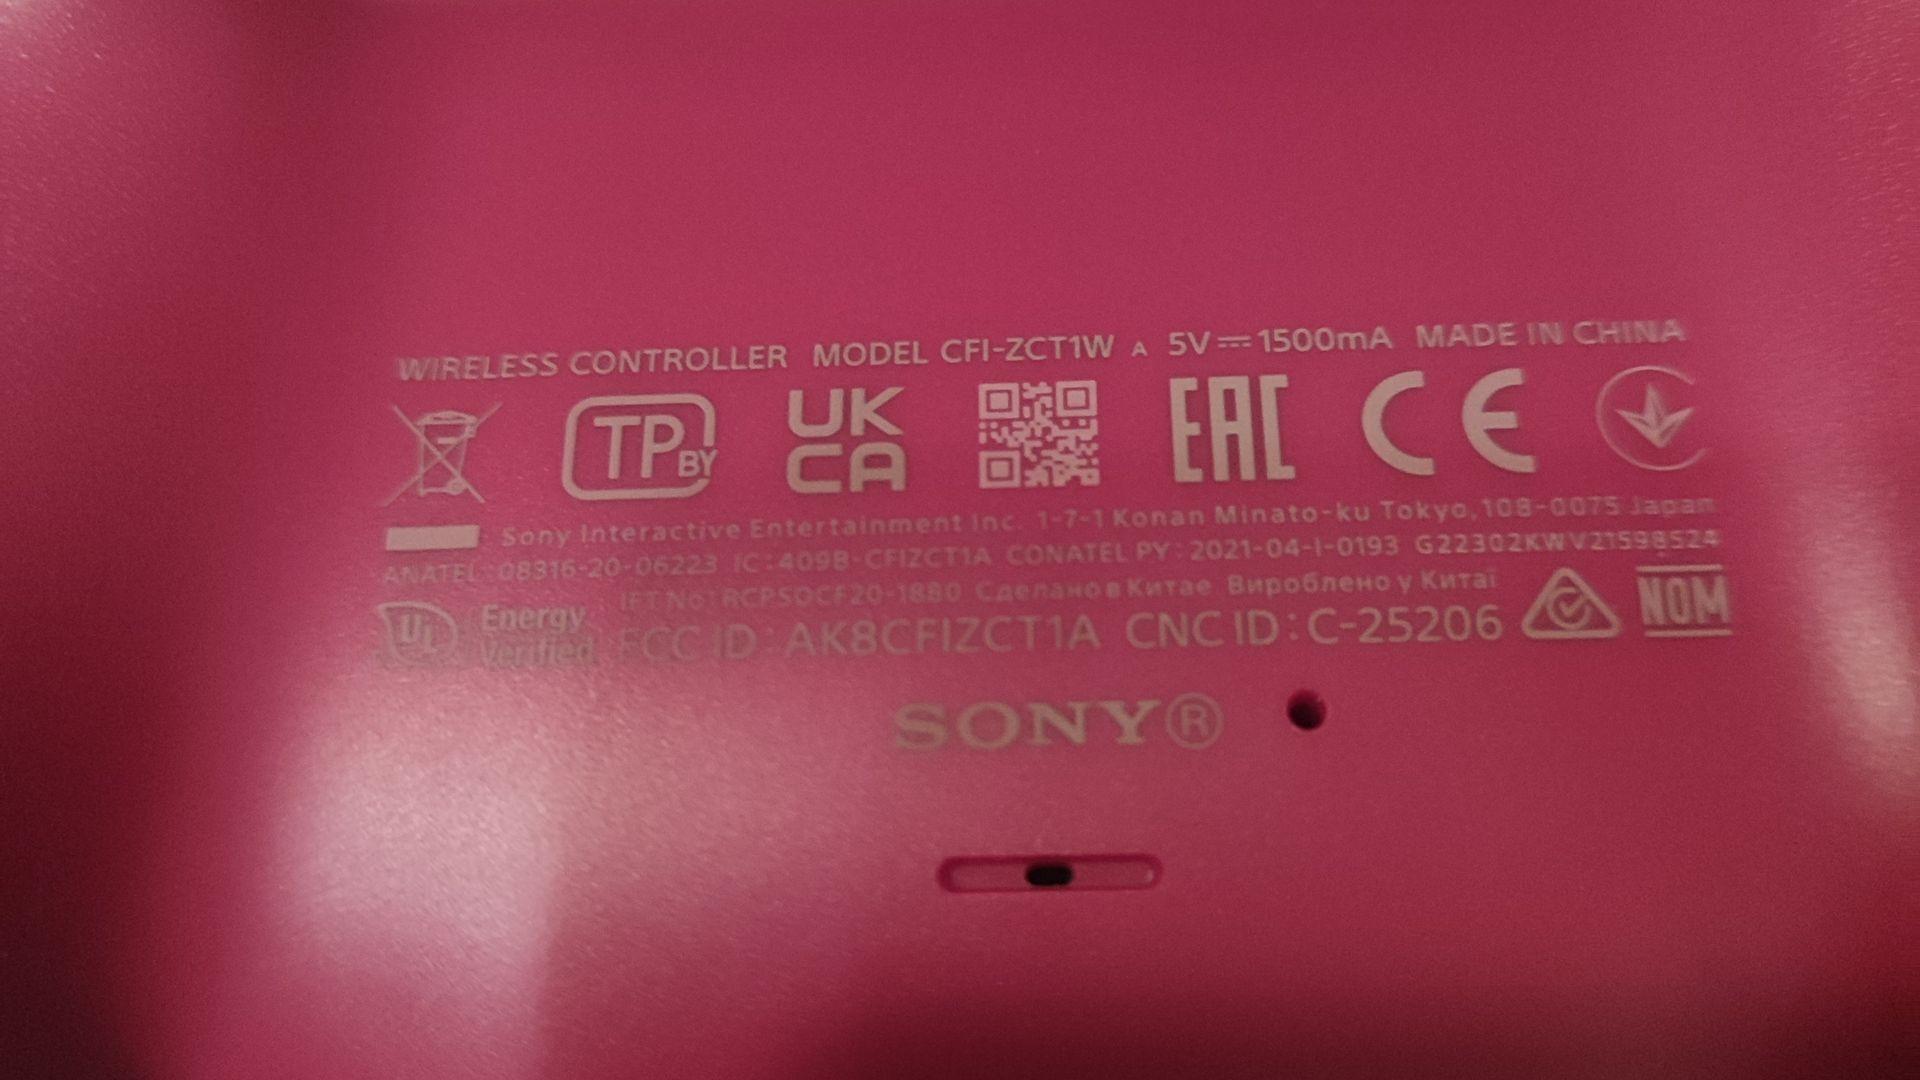 WIRELESS CONTROLLER MODEL CFI-ZCT1W A 5V⎓1500mA MADE IN CHINA
TP BY UK CA EAC CE
Sony Interactive Entertainment Inc. 1-7-1 Konan Minato-ku Tokyo, 108-0075 Japan
ANATEL: 08316-20-06223 IC: 409B-CFIZCT1A CONATEL PY: 2021-04-I-0193 G22302KWV21598524
UL Energy Verified IFT No: RCPSOCF20-1880 Сделано в Китае Вироблено у Китаї NOM
FCC ID: AK8CFIZCT1A CNC ID: C-25206
SONY®